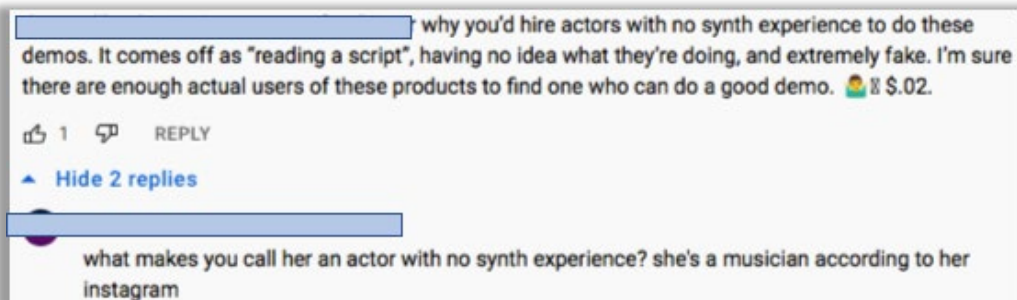 why you'd hire actors with no synth experience to do these
demos. It comes off as "reading a script", having no idea what they're doing, and extremely fake. I'm sure
there are enough actual users of these products to find one who can do a good demo. 🤷‍♂️ $.02.
1 REPLY
Hide 2 replies
what makes you call her an actor with no synth experience? she's a musician according to her
instagram